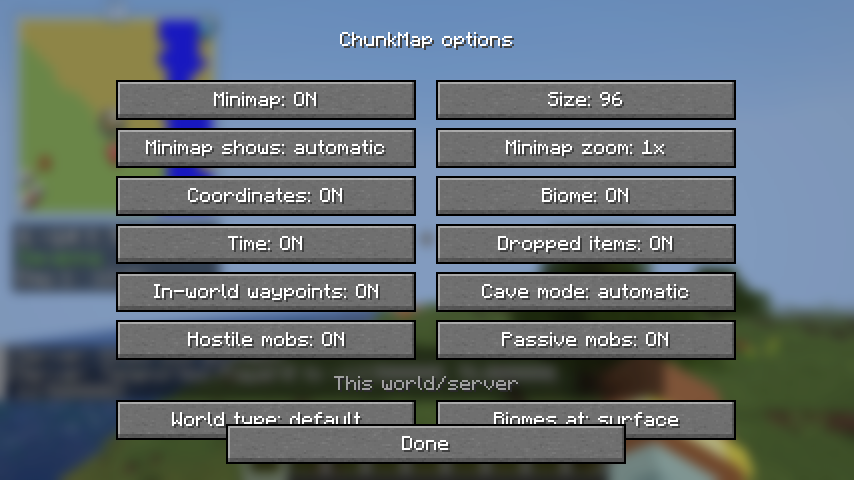 ChunkMap options
Minimap: ON
Size: 96
Minimap shows: automatic
Minimap zoom: 1x
Coordinates: ON
Biome: ON
Time: ON
Dropped items: ON
In-world waypoints: ON
Cave mode: automatic
Hostile mobs: ON
Passive mobs: ON
This world/server
World type: default
Biomes at: surface
Done